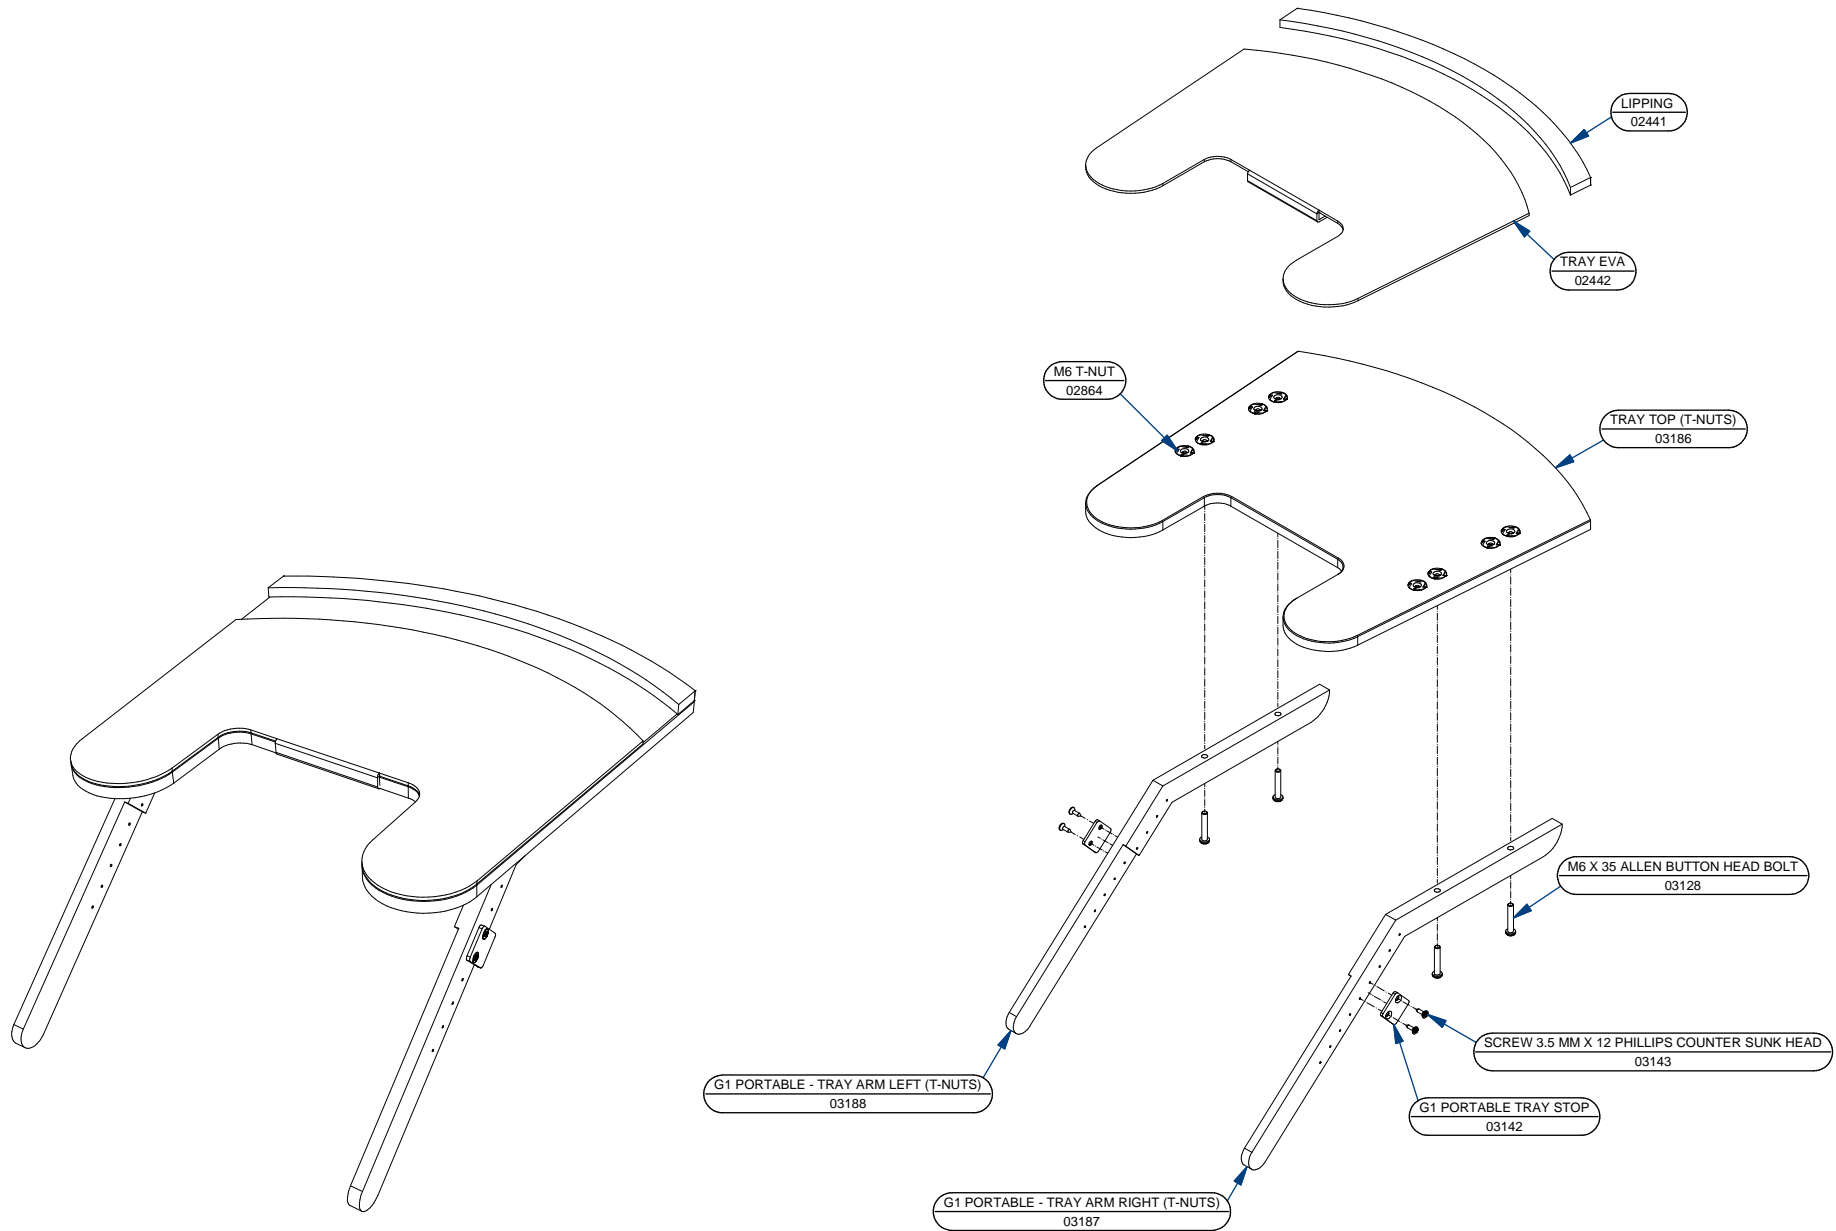 LIPPING
02441
TRAY EVA
02442
M6 T-NUT
02864
TRAY TOP (T-NUTS)
03186
M6 X 35 ALLEN BUTTON HEAD BOLT
03128
SCREW 3.5 MM X 12 PHILLIPS COUNTER SUNK HEAD
03143
G1 PORTABLE - TRAY ARM LEFT (T-NUTS)
03188
G1 PORTABLE TRAY STOP
03142
G1 PORTABLE - TRAY ARM RIGHT (T-NUTS)
03187